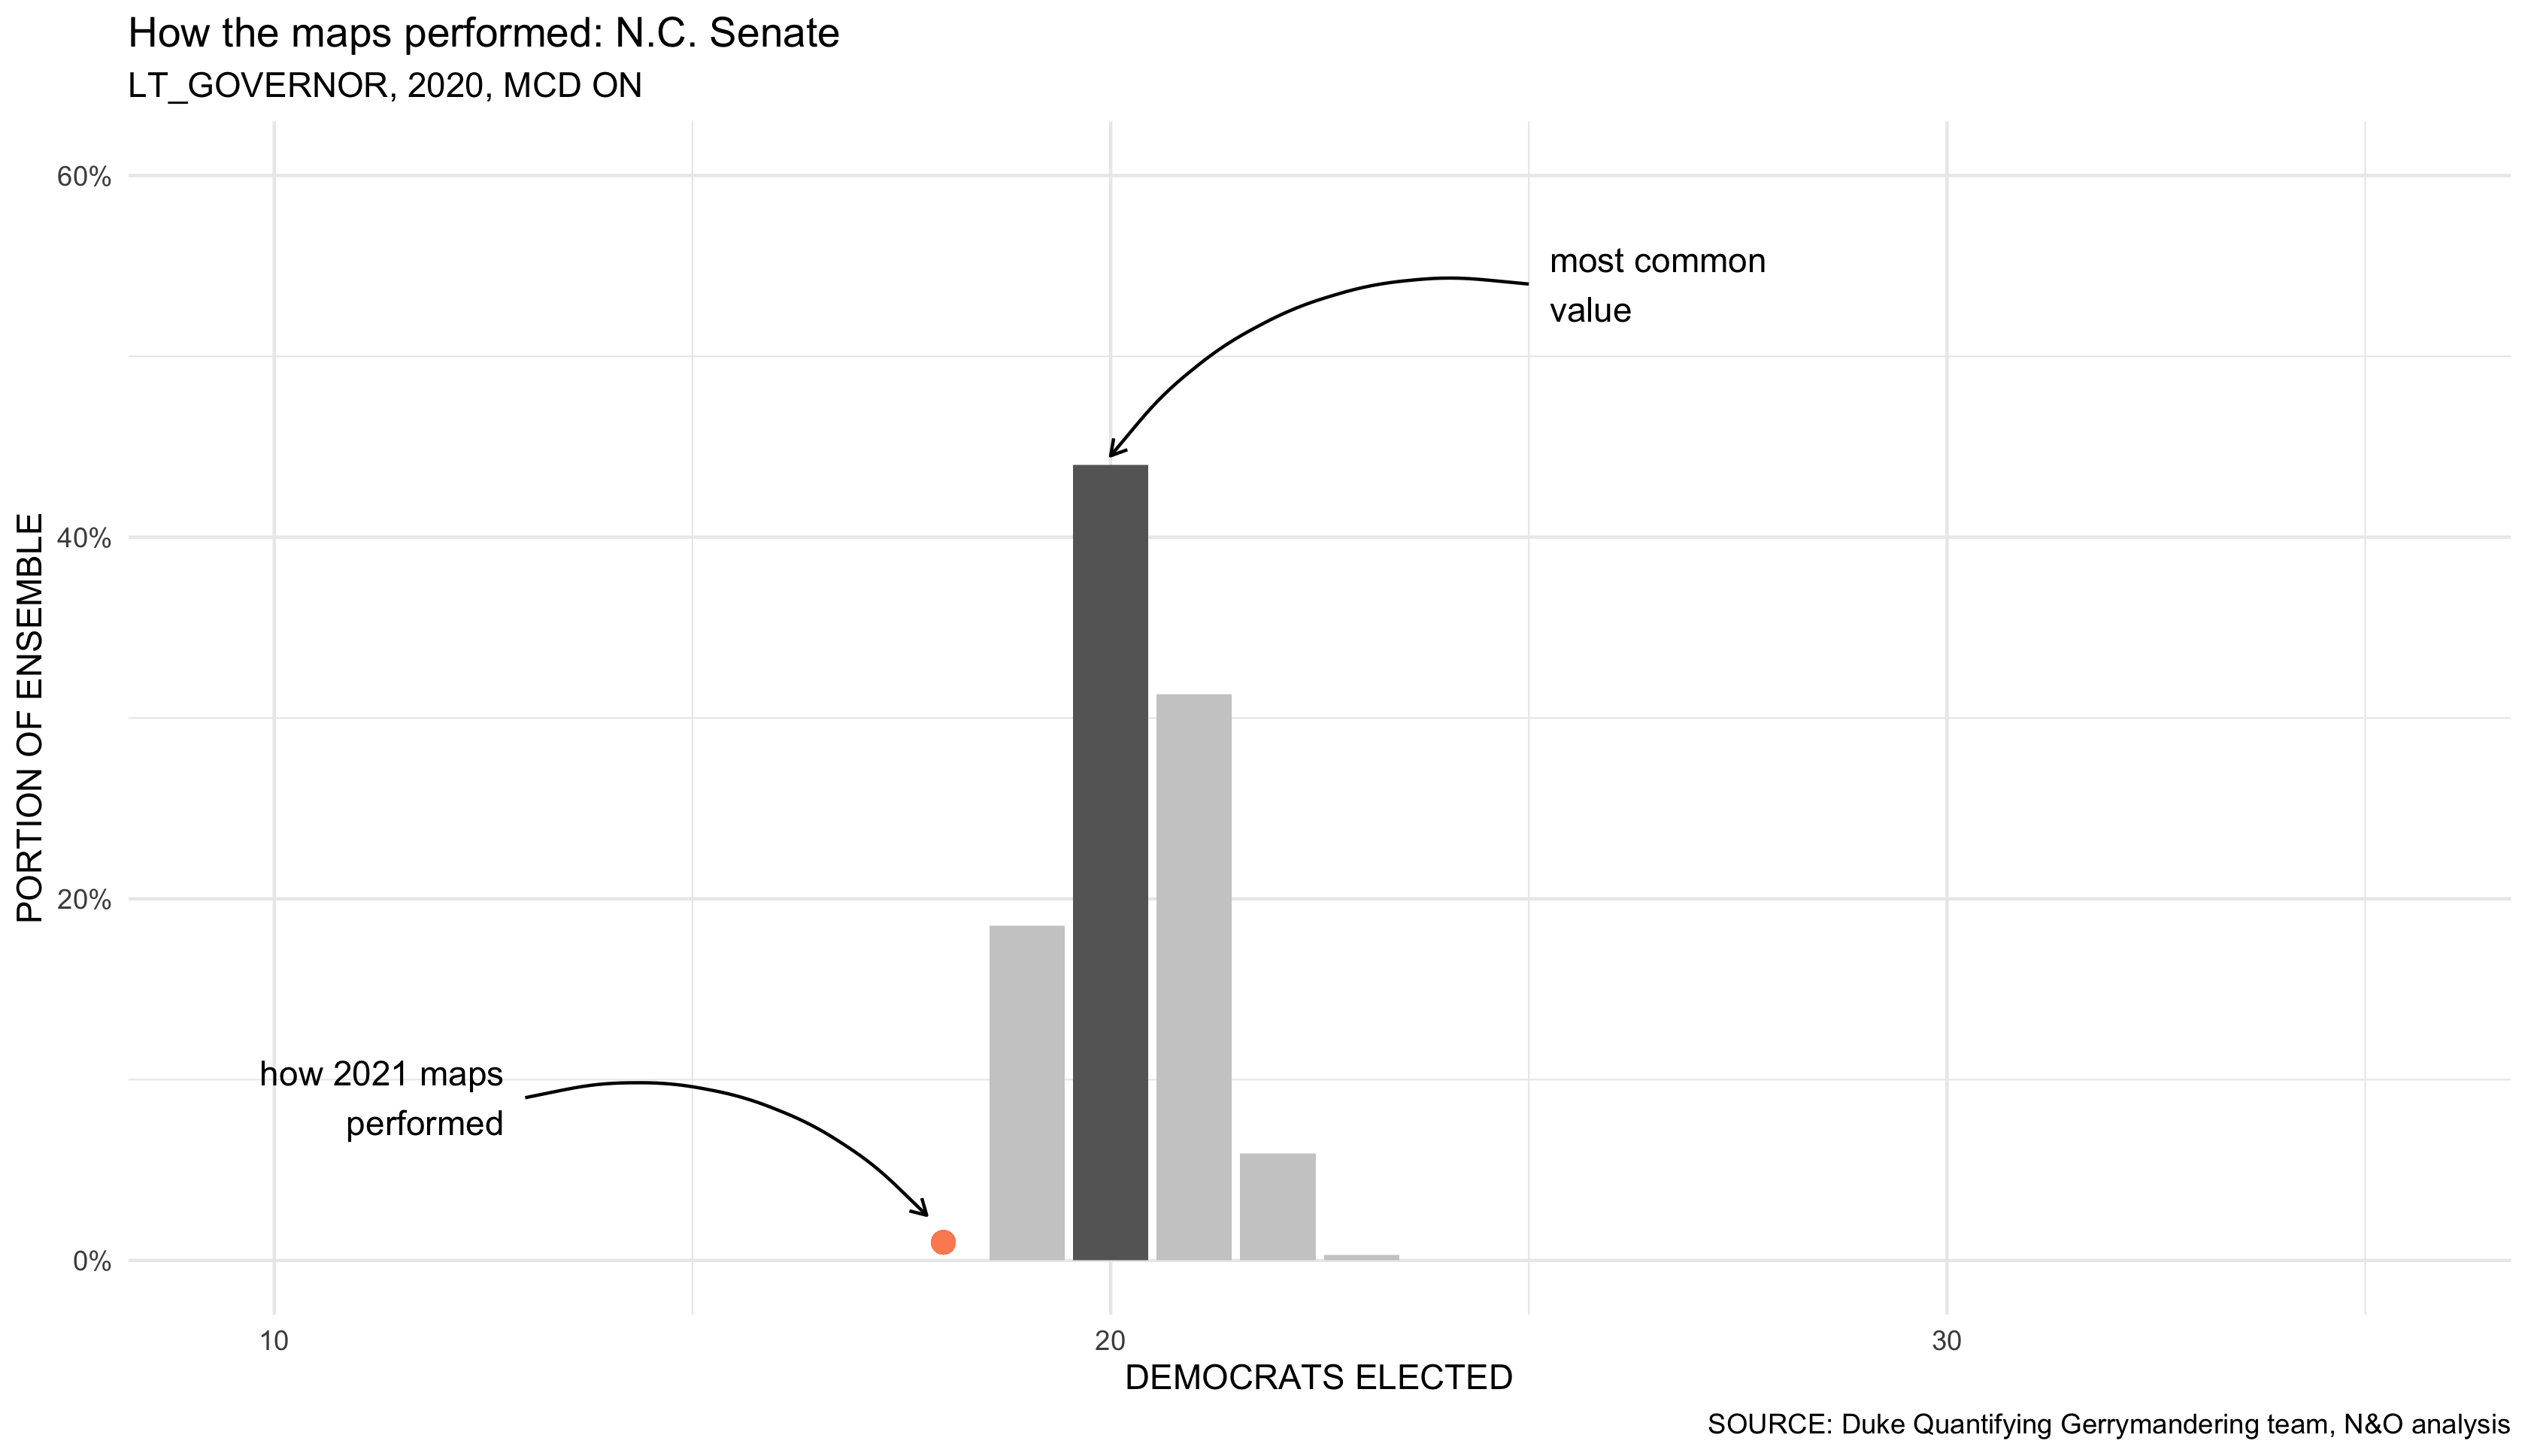 How the maps performed: N.C. Senate
LT_GOVERNOR, 2020, MCD ON
60%
most common
value
40%
PORTION OF ENSEMBLE
20%
how 2021 maps
performed
0%
10
20
30
DEMOCRATS ELECTED
SOURCE: Duke Quantifying Gerrymandering team, N&O analysis